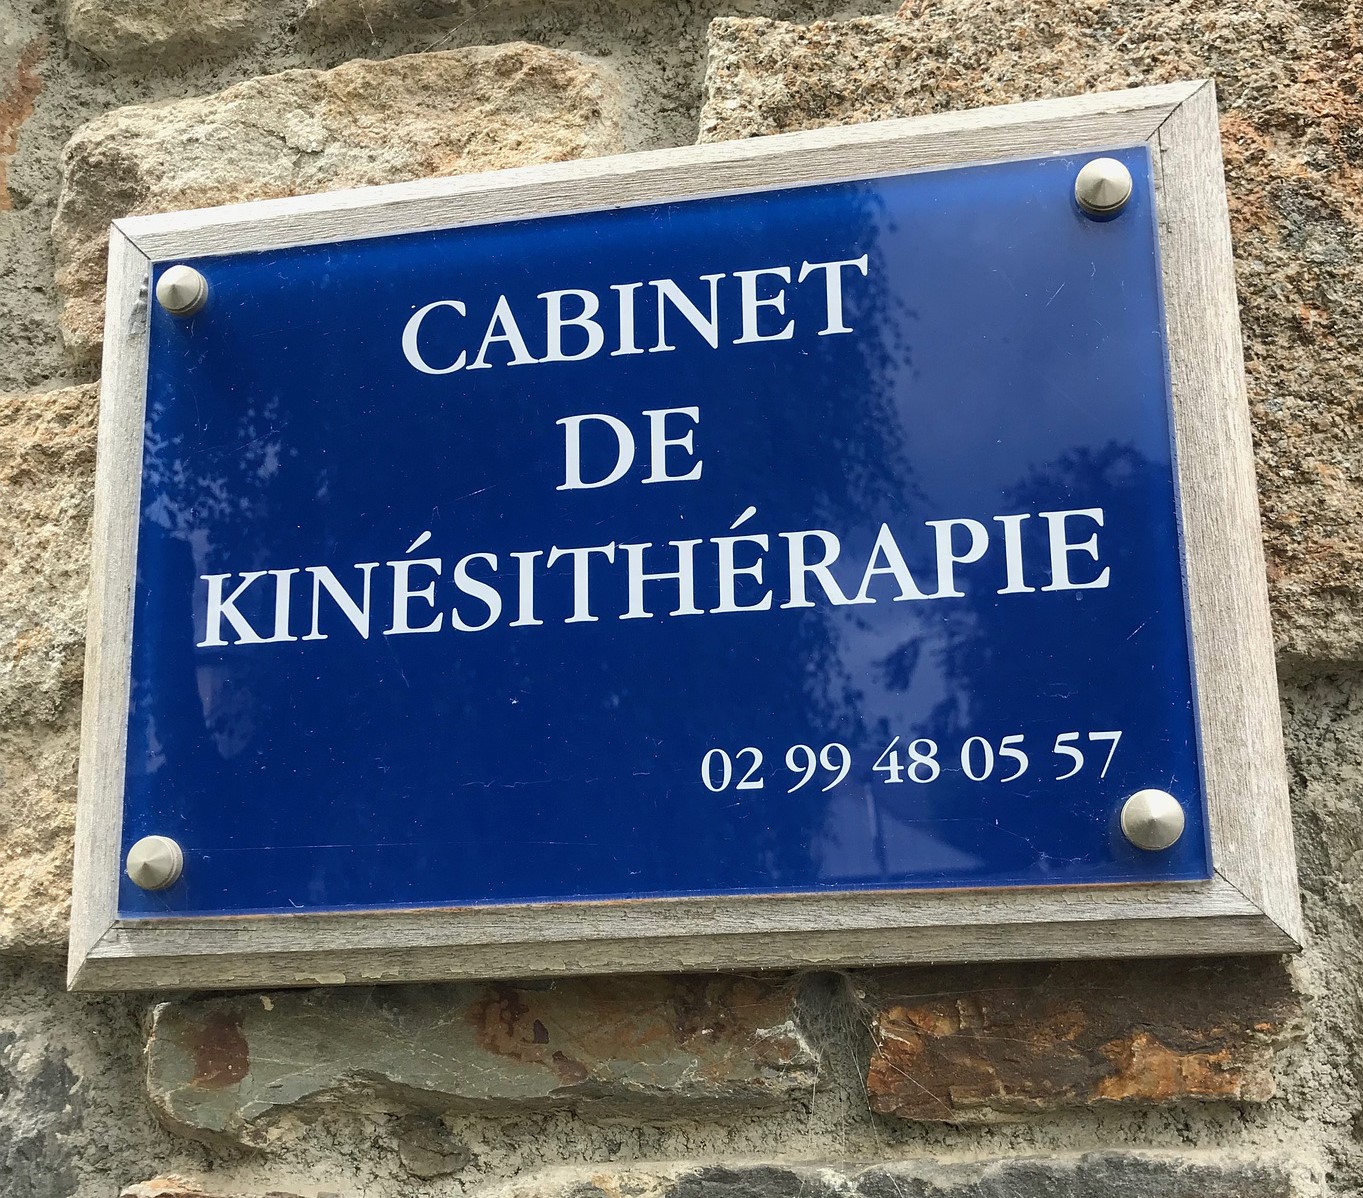 CABINET
DE
KINÉSITHÉRAPIE
02 99 48 05 57